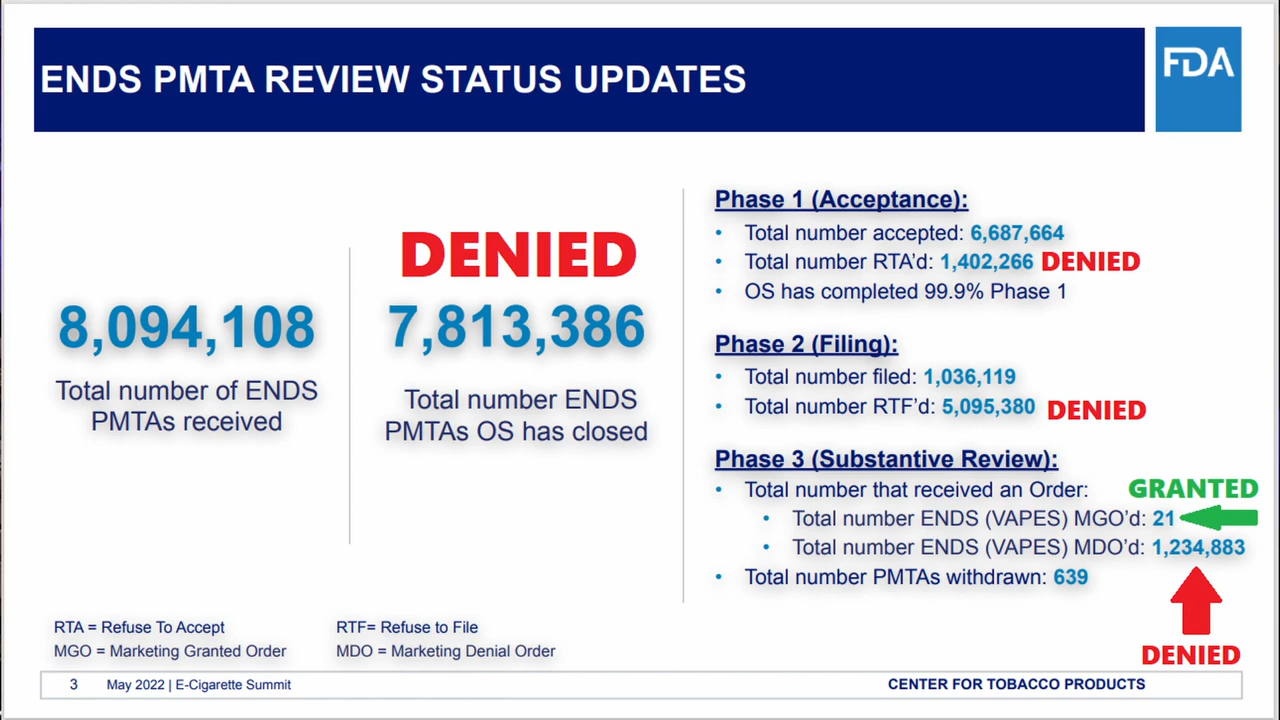 ENDS PMTA REVIEW STATUS UPDATES
FDA
8,094,108
Total number of ENDS
PMTAs received
DENIED
7,813,386
Total number ENDS
PMTAs OS has closed
Phase 1 (Acceptance):
• Total number accepted: 6,687,664
• Total number RTA'd: 1,402,266 DENIED
• OS has completed 99.9% Phase 1
Phase 2 (Filing):
• Total number filed: 1,036,119
• Total number RTF'd: 5,095,380 DENIED
Phase 3 (Substantive Review):
• Total number that received an Order: GRANTED
• Total number ENDS (VAPES) MGO'd: 21
• Total number ENDS (VAPES) MDO'd: 1,234,883
• Total number PMTAs withdrawn: 639
DENIED
RTA = Refuse To Accept
RTF= Refuse to File
MGO = Marketing Granted Order
MDO = Marketing Denial Order
3 May 2022 | E-Cigarette Summit
CENTER FOR TOBACCO PRODUCTS